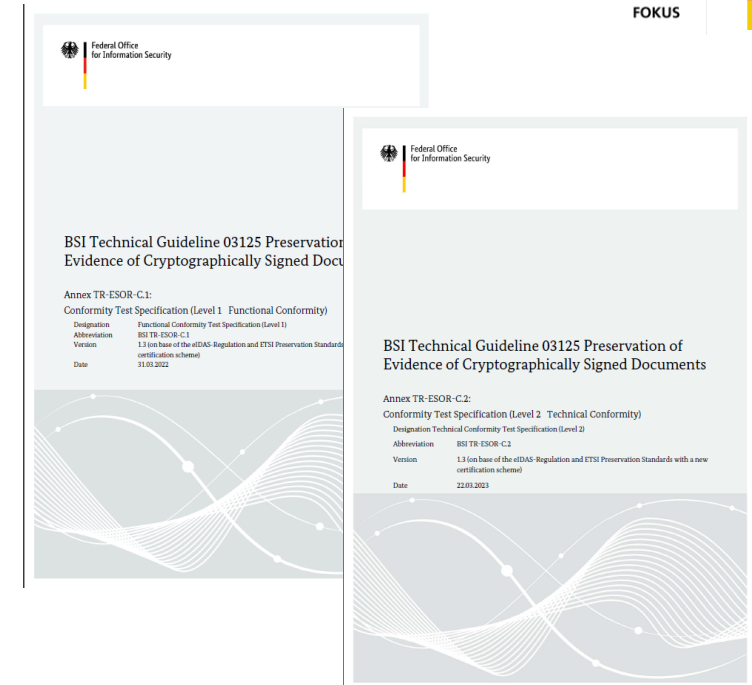 FOKUS
Federal Office
for Information Security
BSI Technical Guideline 03125 Preservation
Evidence of Cryptographically Signed Docu
Annex TR-ESOR-C.1:
Conformity Test Specification (Level 1 Functional Conformity)
Designation Functional Conformity Test Specification (Level 1)
Abbreviation BSI TR-ESOR-C.1
Version 1.3 (on base of the eIDAS-Regulation and ETSI Preservation Standards
certification scheme)
Date 31.03.2022
Federal Office
for Information Security
BSI Technical Guideline 03125 Preservation of
Evidence of Cryptographically Signed Documents
Annex TR-ESOR-C.2:
Conformity Test Specification (Level 2 Technical Conformity)
Designation Technical Conformity Test Specification (Level 2)
Abbreviation BSI TR-ESOR-C.2
Version 1.3 (on base of the eIDAS-Regulation and ETSI Preservation Standards with a new
certification scheme)
Date 22.03.2023